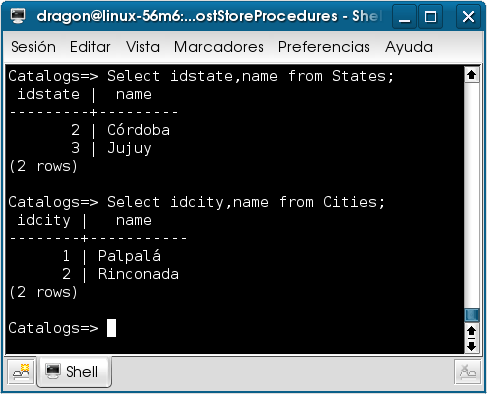 dragon@linux-56m6:...ostStoreProcedures - Shel
Sesión Editar Vista Marcadores Preferencias Ayuda
Catalogs=> Select idstate,name from States;
 idstate |  name
---------+---------
       2 | Córdoba
       3 | Jujuy
(2 rows)
Catalogs=> Select idcity,name from Cities;
 idcity |   name
--------+-----------
      1 | Palpalá
      2 | Rinconada
(2 rows)
Catalogs=>
Shell